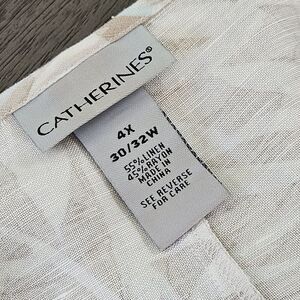 CATHERINES®
4X
30/32W
55% LINEN
45% RAYON
MADE IN
CHINA
SEE REVERSE
FOR CARE